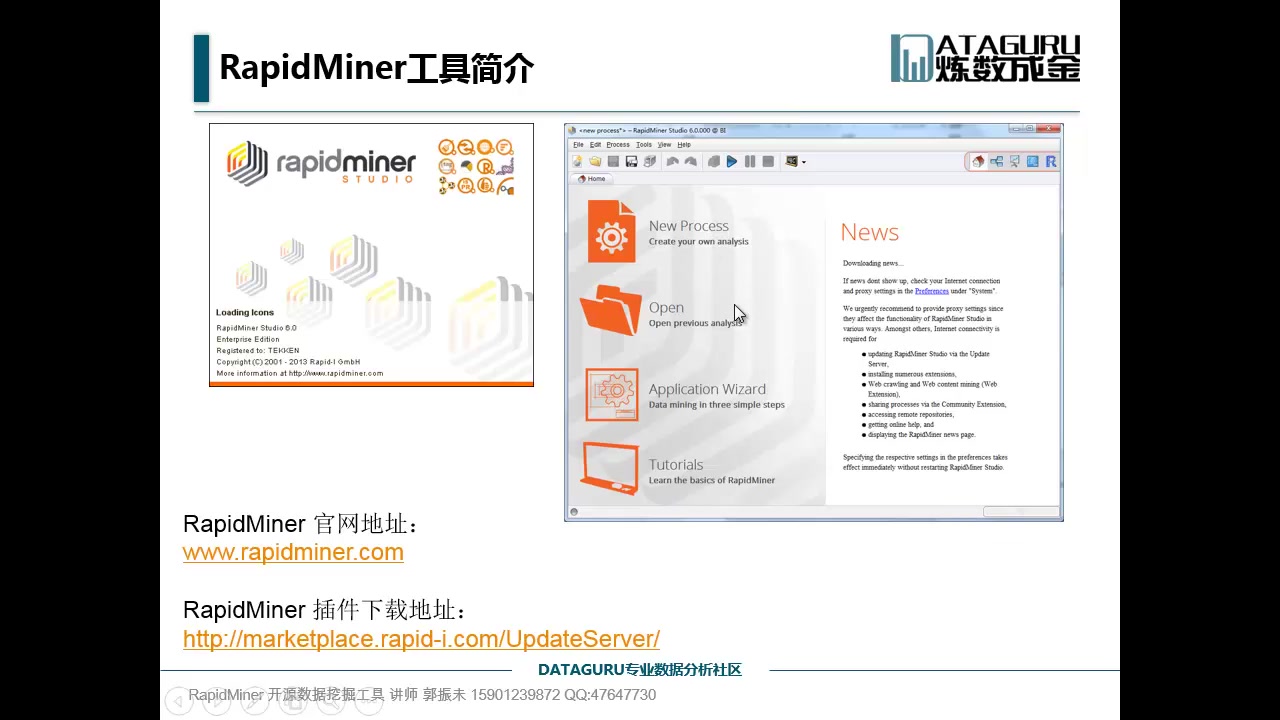 RapidMiner工具简介
DATAGURU
炼数成金
rapidminer
STUDIO
Loading Icons
RapidMiner Studio 6.0
Enterprise Edition
Registered to: TEKKEN
Copyright (C) 2001 - 2013 Rapid-I GmbH
More information at http://www.rapidminer.com
<new process*> – RapidMiner Studio 6.0.000 @ BI
File Edit Process Tools View Help
Home
New Process
Create your own analysis
Open
Open previous analysis
Application Wizard
Data mining in three simple steps
Tutorials
Learn the basics of RapidMiner
News
Downloading news...
If news dont show up, check your Internet connection
and proxy settings in the Preferences under "System".
We urgently recommend to provide proxy settings since
they affect the functionality of RapidMiner Studio in
various ways. Amongst others, Internet connectivity is
required for
● updating RapidMiner Studio via the Update
Server,
● installing numerous extensions,
● Web crawling and Web content mining (Web
Extension),
● sharing processes via the Community Extension,
● accessing remote repositories,
● getting online help, and
● displaying the RapidMiner news page.
Specifying the respective settings in the preferences takes
effect immediately without restarting RapidMiner Studio.
RapidMiner 官网地址：
www.rapidminer.com
RapidMiner 插件下载地址：
http://marketplace.rapid-i.com/UpdateServer/
DATAGURU专业数据分析社区
RapidMiner 开源数据挖掘工具 讲师 郭振未 15901239872 QQ:47647730